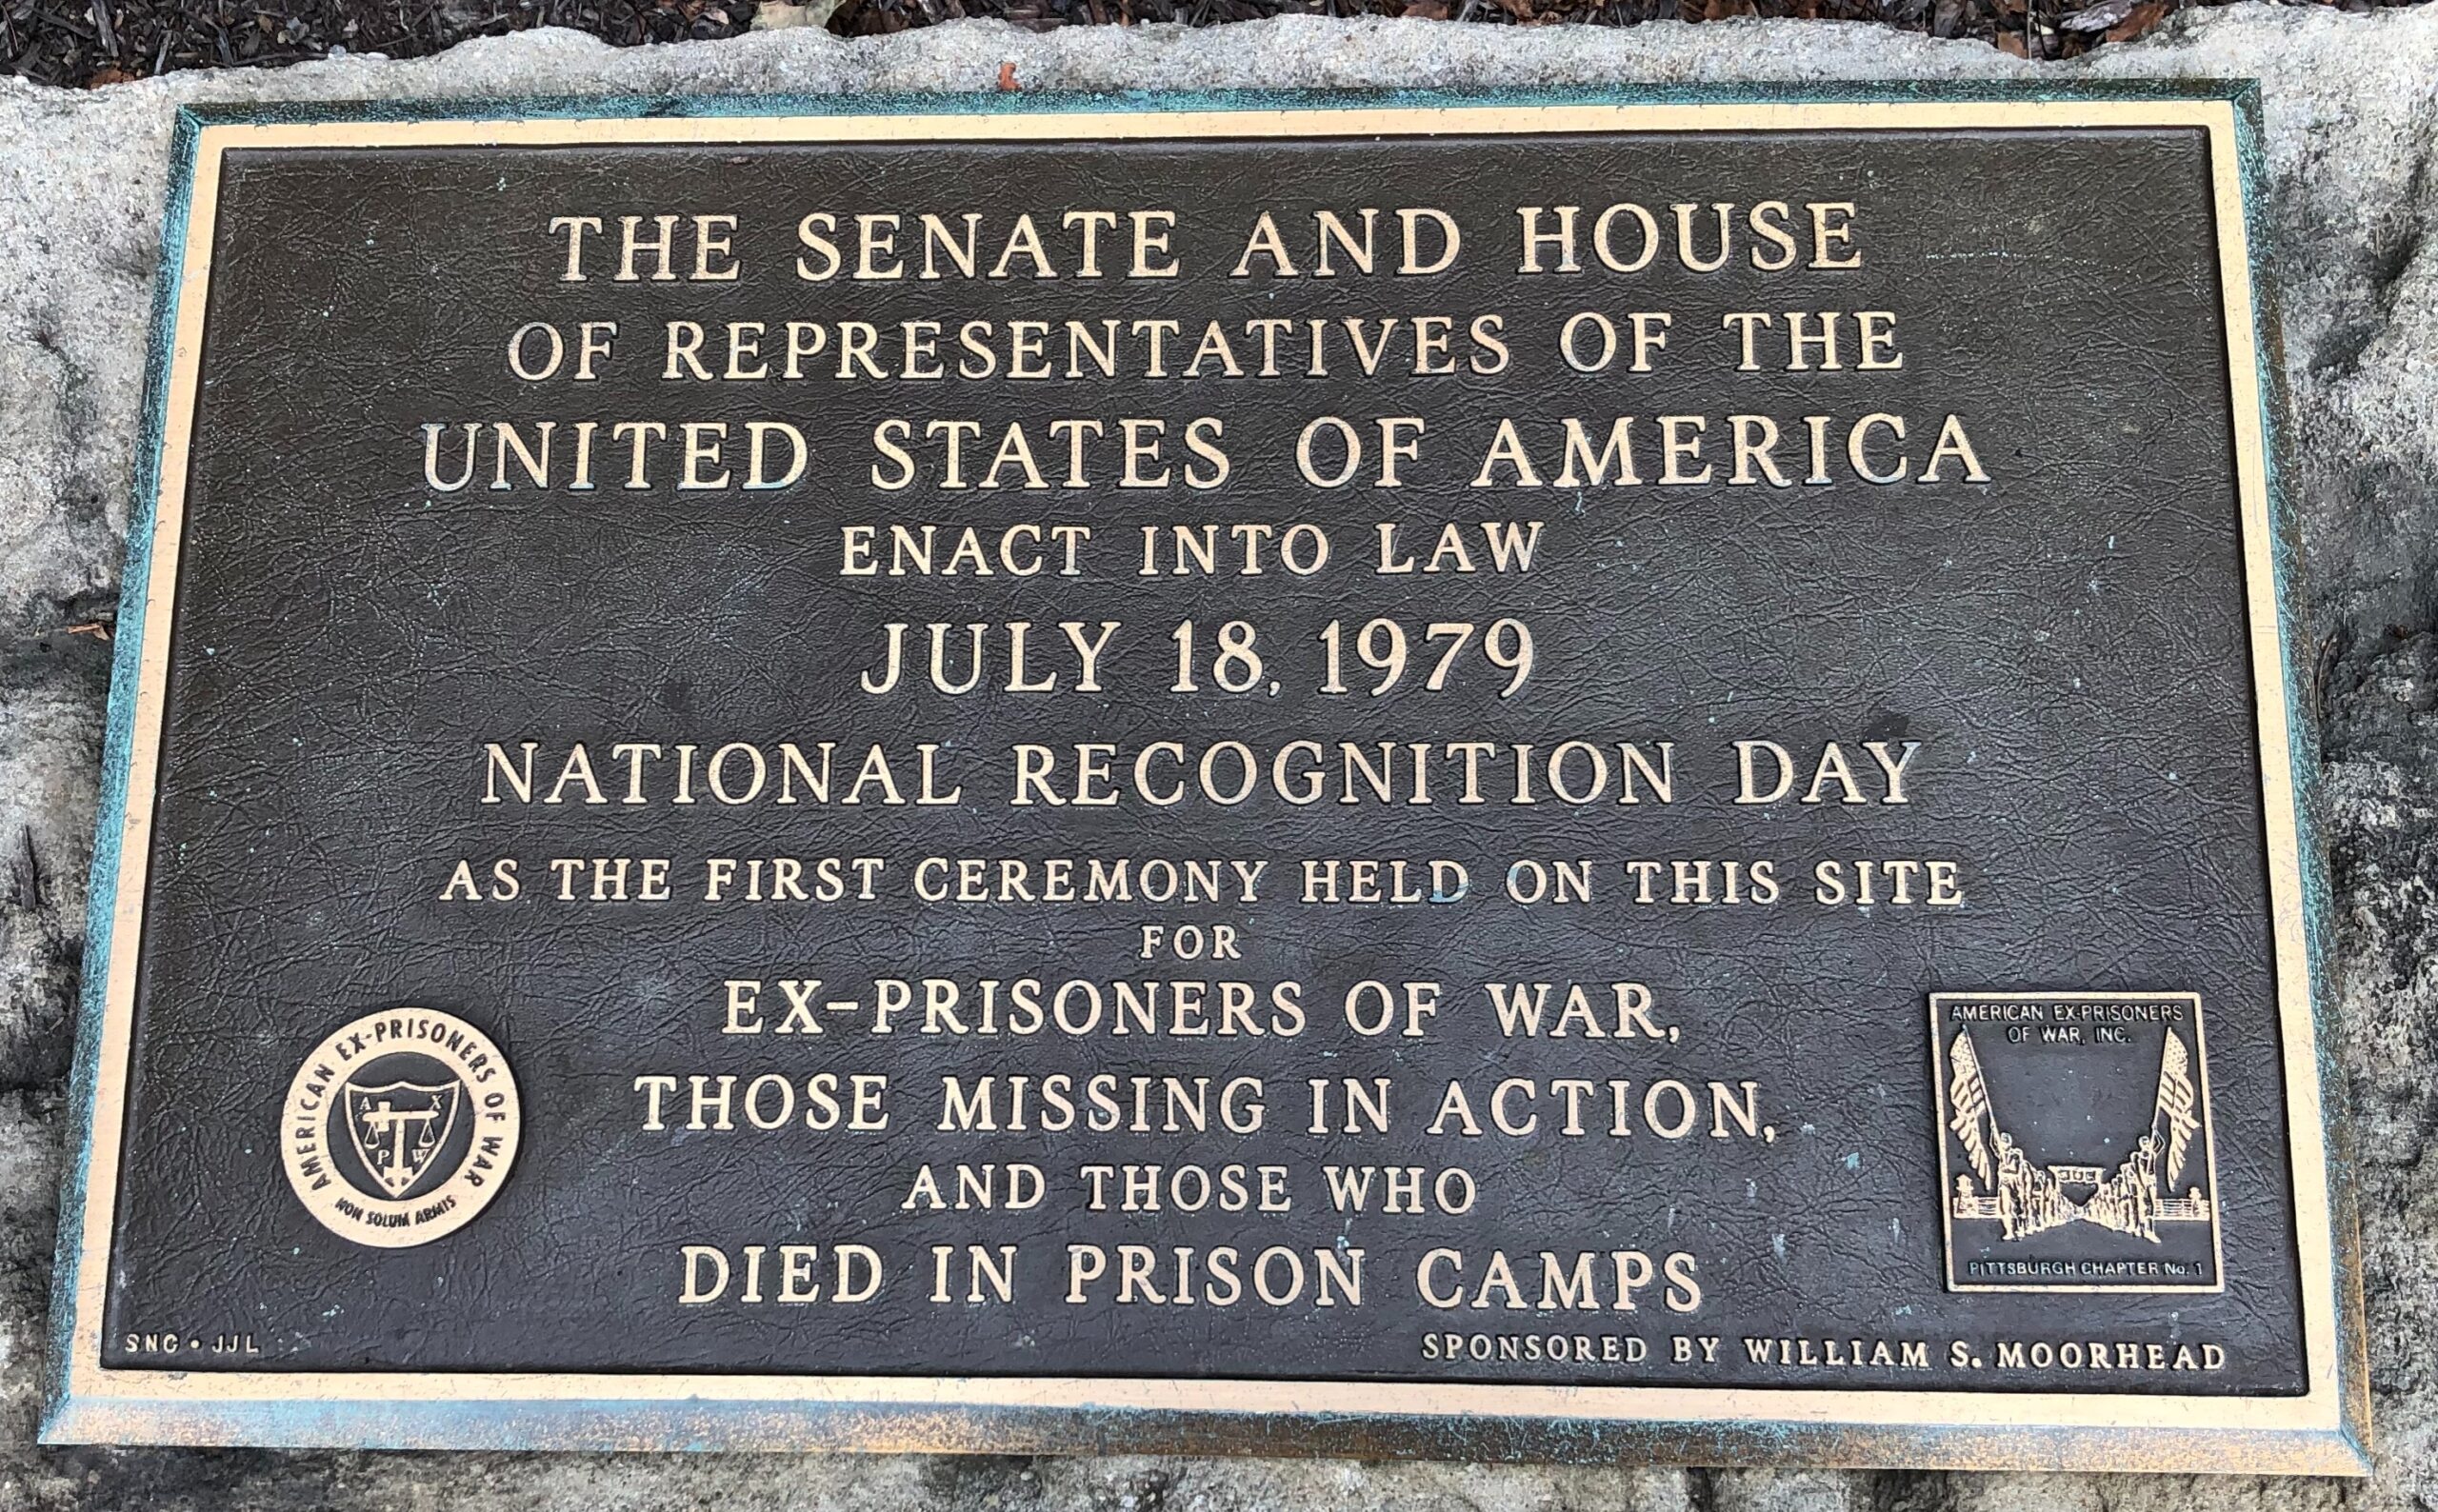 THE SENATE AND HOUSE
OF REPRESENTATIVES OF THE
UNITED STATES OF AMERICA
ENACT INTO LAW
JULY 18, 1979
NATIONAL RECOGNITION DAY
AS THE FIRST CEREMONY HELD ON THIS SITE
FOR
EX-PRISONERS OF WAR,
THOSE MISSING IN ACTION,
AND THOSE WHO
DIED IN PRISON CAMPS
AMERICAN EX-PRISONERS OF WAR
A X
P W
NON SOLUM ARMIS
AMERICAN EX-PRISONERS
OF WAR, INC.
PITTSBURGH CHAPTER No. 1
SNC • JJL
SPONSORED BY WILLIAM S. MOORHEAD